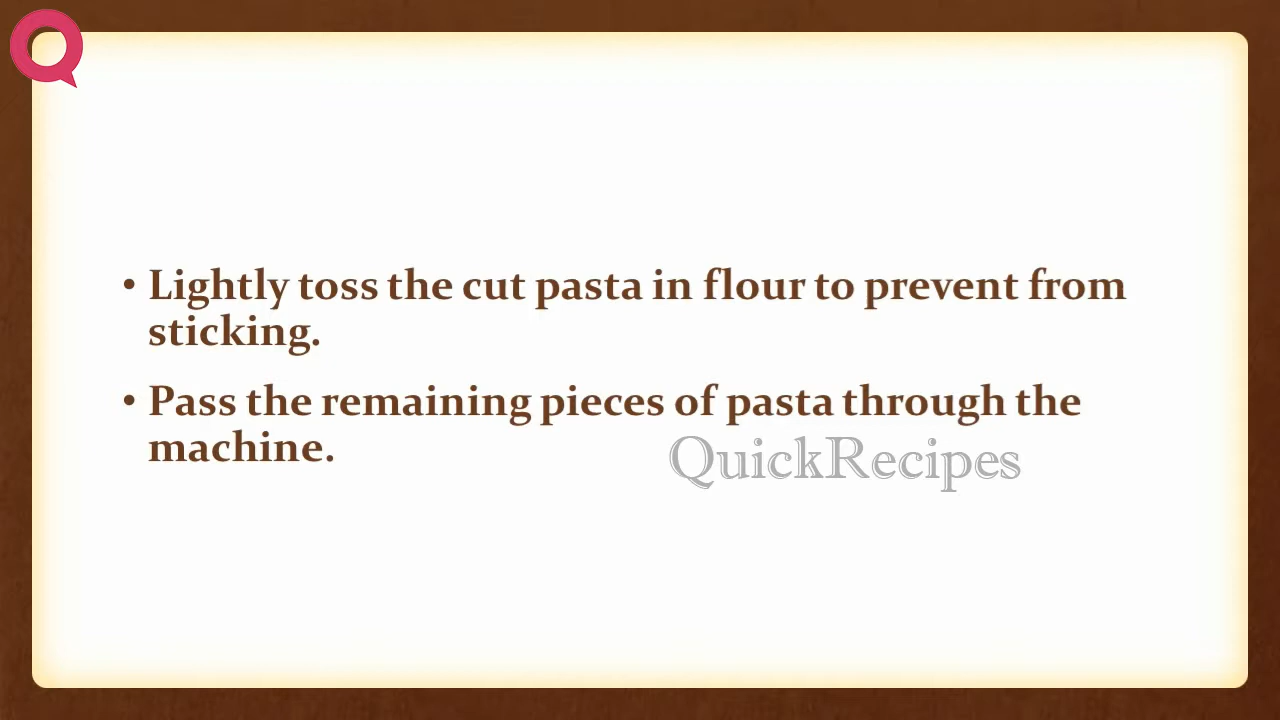 • Lightly toss the cut pasta in flour to prevent from
sticking.
• Pass the remaining pieces of pasta through the
machine.
QuickRecipes